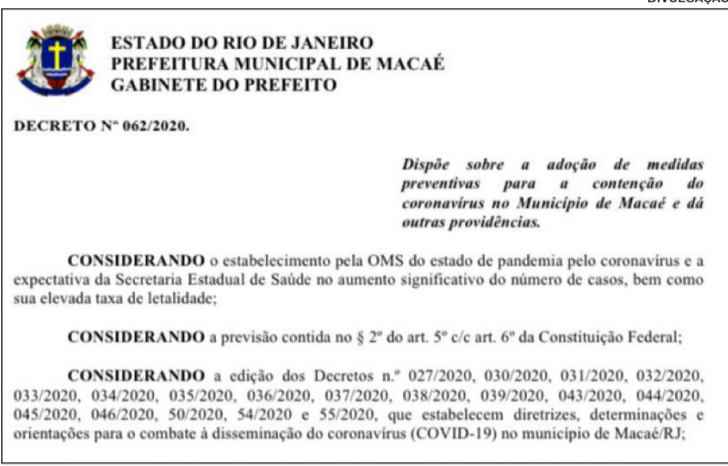 DIVULGAÇÃO
ESTADO DO RIO DE JANEIRO
PREFEITURA MUNICIPAL DE MACAÉ
GABINETE DO PREFEITO
DECRETO Nº 062/2020.
Dispõe sobre a adoção de medidas
preventivas para a contenção do
coronavírus no Município de Macaé e dá
outras providências.
CONSIDERANDO o estabelecimento pela OMS do estado de pandemia pelo coronavírus e a
expectativa da Secretaria Estadual de Saúde no aumento significativo do número de casos, bem como
sua elevada taxa de letalidade;
CONSIDERANDO a previsão contida no § 2º do art. 5º c/c art. 6º da Constituição Federal;
CONSIDERANDO a edição dos Decretos n.º 027/2020, 030/2020, 031/2020, 032/2020,
033/2020, 034/2020, 035/2020, 036/2020, 037/2020, 038/2020, 039/2020, 043/2020, 044/2020,
045/2020, 046/2020, 50/2020, 54/2020 e 55/2020, que estabelecem diretrizes, determinações e
orientações para o combate à disseminação do coronavírus (COVID-19) no município de Macaé/RJ;